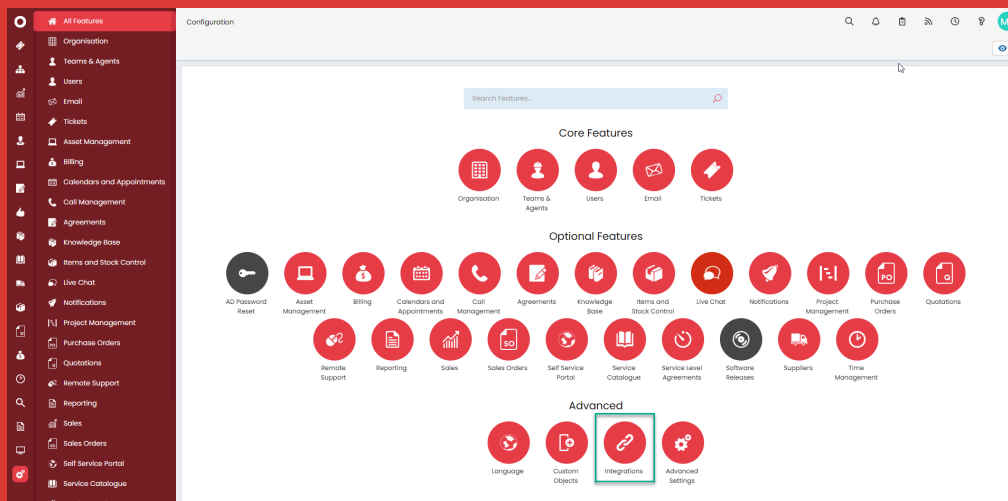 All Features
Organisation
Teams & Agents
Users
Email
Tickets
Asset Management
Billing
Calendars and Appointments
Call Management
Agreements
Knowledge Base
Items and Stock Control
Live Chat
Notifications
Project Management
Purchase Orders
Quotations
Remote Support
Reporting
Sales
Sales Orders
Self Service Portal
Service Catalogue
Configuration
M
Search Features...
Core Features
Organisation
Teams &
Agents
Users
Email
Tickets
Optional Features
AD Password
Reset
Asset
Management
Billing
Calendars and
Appointments
Call
Management
Agreements
Knowledge
Base
Items and
Stock Control
Live Chat
Notifications
Project
Management
PO
Purchase
Orders
Q
Quotations
Remote
Support
Reporting
Sales
SO
Sales Orders
Self Service
Portal
Service
Catalogue
Service Level
Agreements
Software
Releases
Suppliers
Time
Management
Advanced
Language
Custom
Objects
Integrations
Advanced
Settings